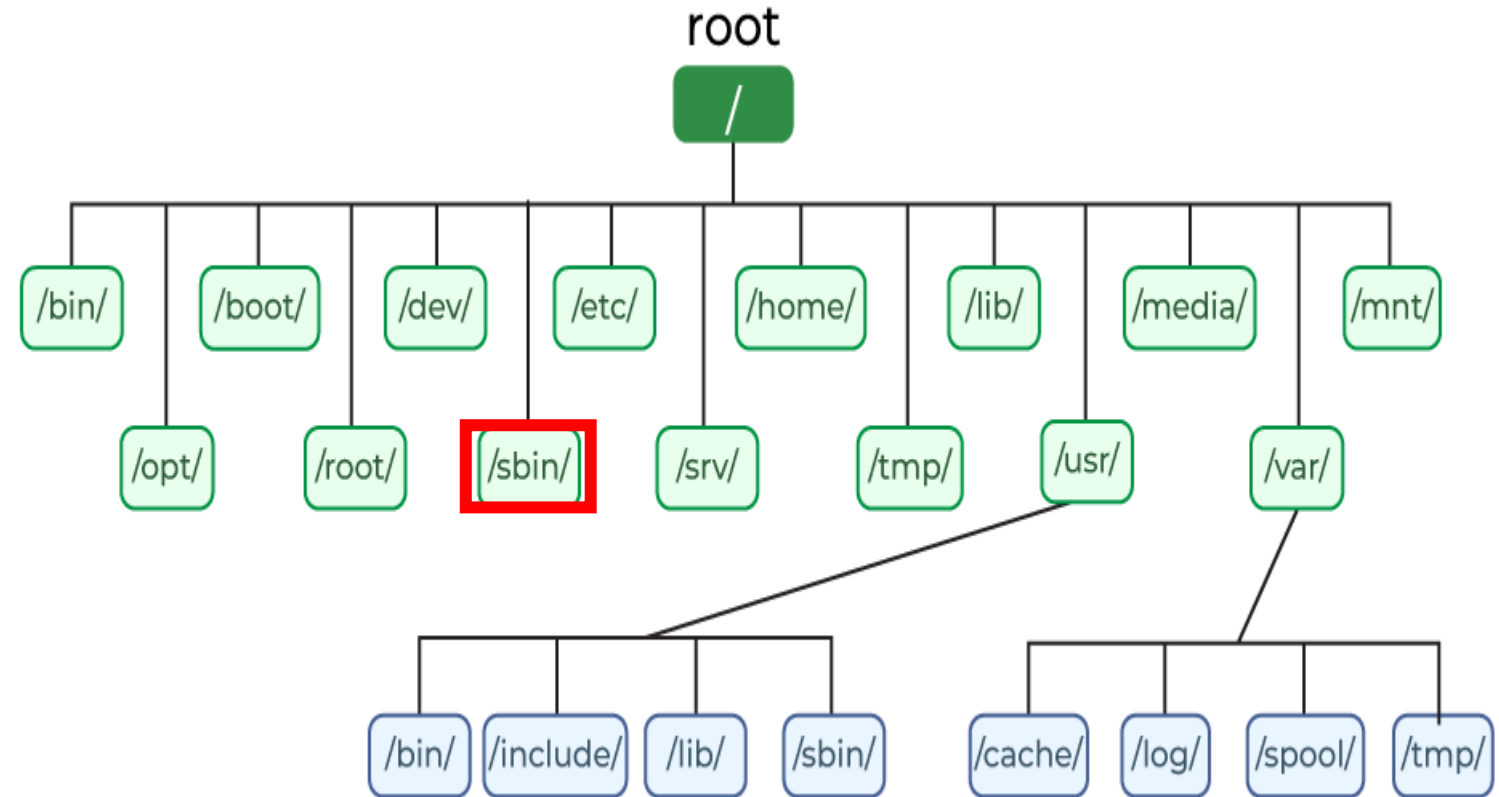 root
/
/bin/ /boot/ /dev/ /etc/ /home/ /lib/ /media/ /mnt/
/opt/ /root/ /sbin/ /srv/ /tmp/ /usr/ /var/
/bin/ /include/ /lib/ /sbin/ /cache/ /log/ /spool/ /tmp/